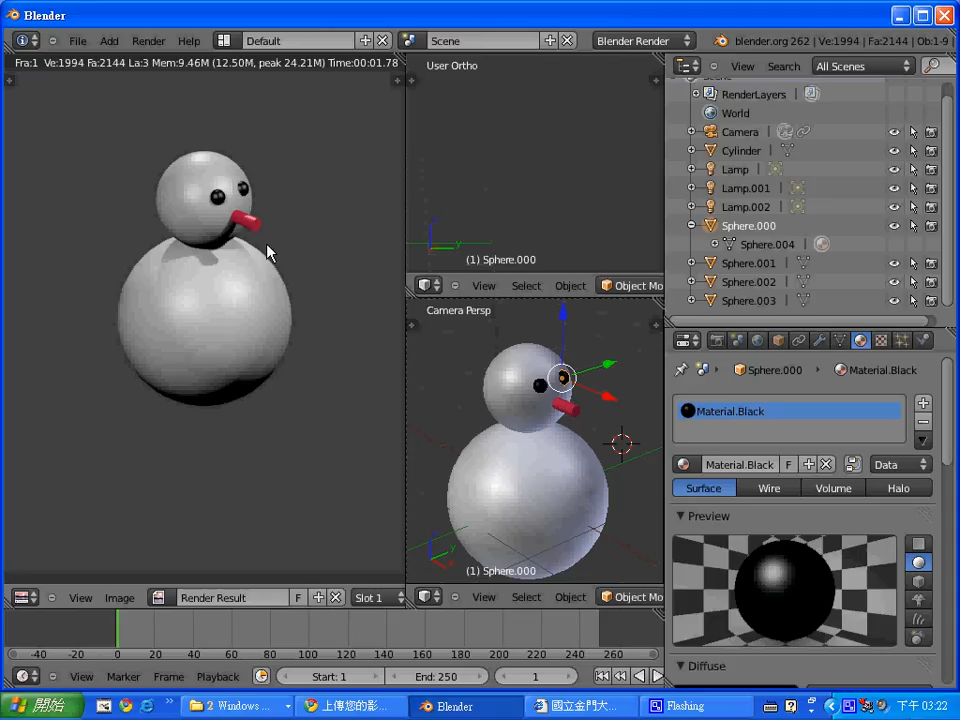 Blender
File Add Render Help Default Scene Blender Render blender.org 262 | Ve:1994 | Fa:2144 | Ob:1-9 |
Fra:1 Ve:1994 Fa:2144 La:3 Mem:9.46M (12.50M, peak 24.21M) Time:00:01.78
User Ortho
(1) Sphere.000
View Select Object Object Mo
Camera Persp
(1) Sphere.000
View Select Object Object Mo
View Image Render Result F Slot 1
-40 -20 0 20 40 60 80 100 120 140 160 180 200 220 240 260
View Marker Frame Playback Start: 1 End: 250 1
View Search All Scenes
RenderLayers
World
Camera
Cylinder
Lamp
Lamp.001
Lamp.002
Sphere.000
Sphere.004
Sphere.001
Sphere.002
Sphere.003
Sphere.000 Material.Black
Material.Black
Material.Black F Data
Surface Wire Volume Halo
Preview
Diffuse
開始 2 Windows ... 上傳您的影... Blender 國立金門大... Flashing 下午 03:22